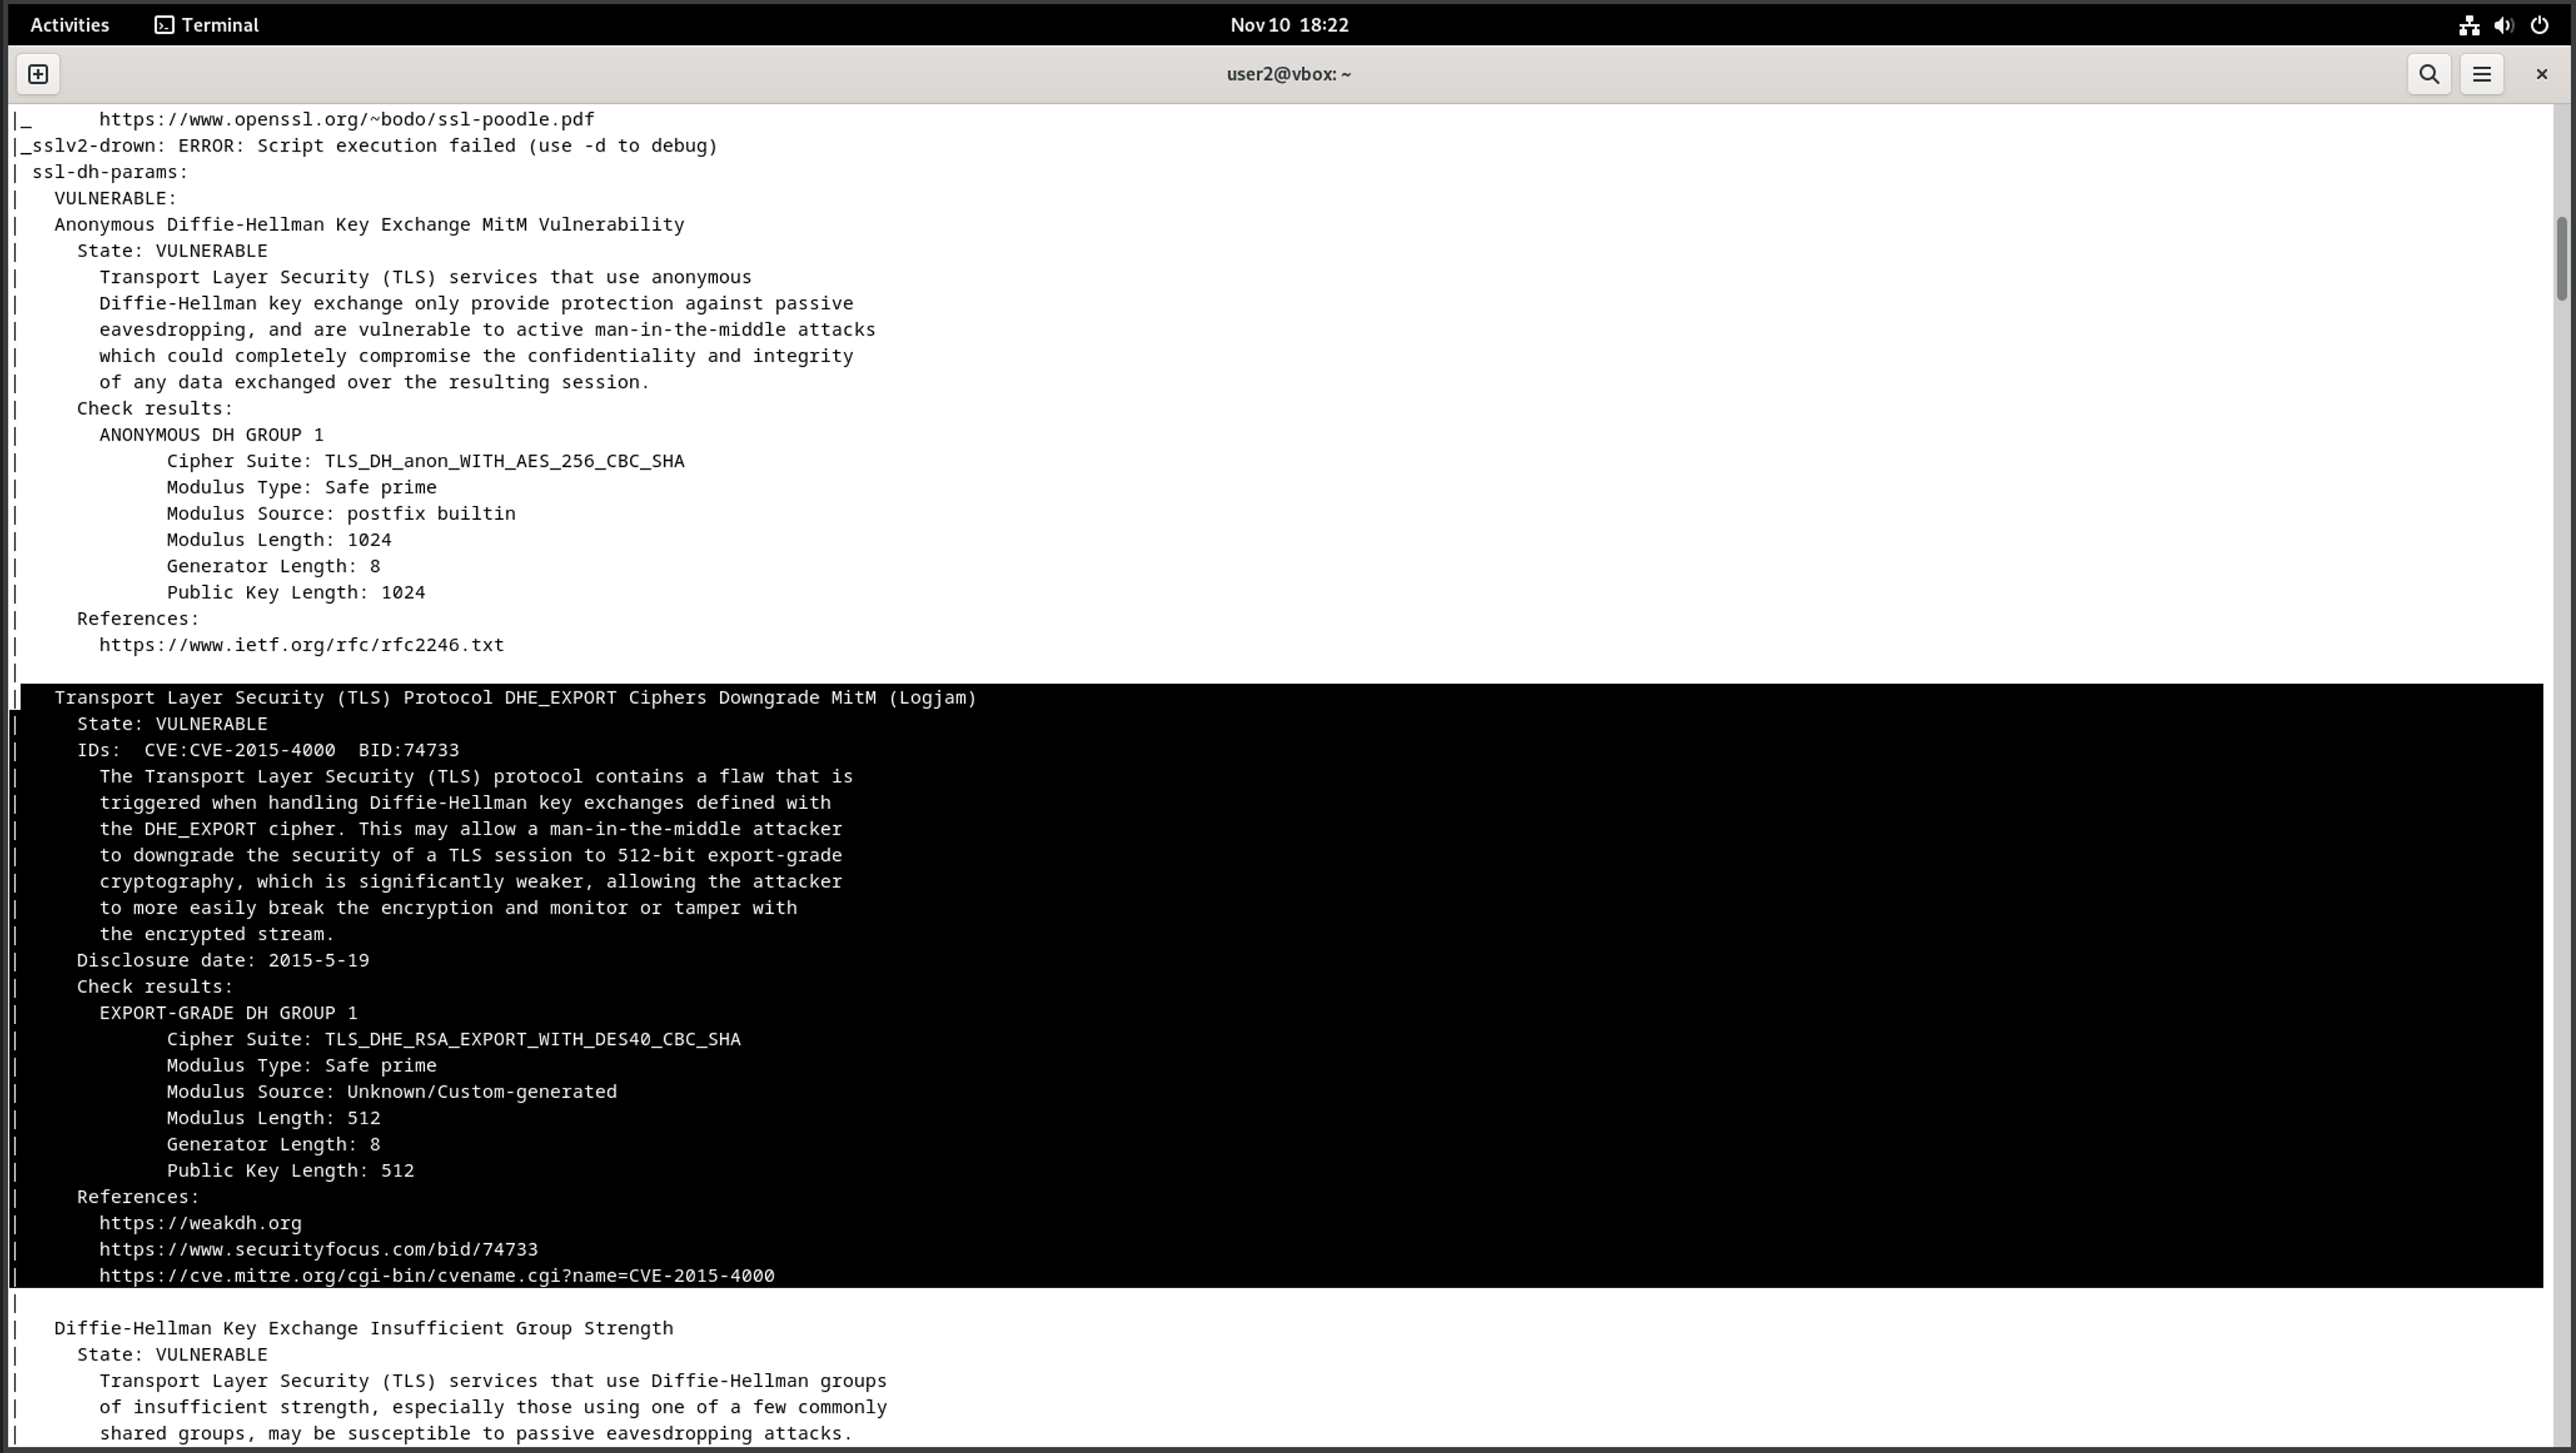 Activities Terminal Nov 10 18:22
user2@vbox: ~
|_      https://www.openssl.org/~bodo/ssl-poodle.pdf
|_sslv2-drown: ERROR: Script execution failed (use -d to debug)
| ssl-dh-params:
|   VULNERABLE:
|   Anonymous Diffie-Hellman Key Exchange MitM Vulnerability
|     State: VULNERABLE
|       Transport Layer Security (TLS) services that use anonymous
|       Diffie-Hellman key exchange only provide protection against passive
|       eavesdropping, and are vulnerable to active man-in-the-middle attacks
|       which could completely compromise the confidentiality and integrity
|       of any data exchanged over the resulting session.
|     Check results:
|       ANONYMOUS DH GROUP 1
|             Cipher Suite: TLS_DH_anon_WITH_AES_256_CBC_SHA
|             Modulus Type: Safe prime
|             Modulus Source: postfix builtin
|             Modulus Length: 1024
|             Generator Length: 8
|             Public Key Length: 1024
|     References:
|       https://www.ietf.org/rfc/rfc2246.txt
|
|   Transport Layer Security (TLS) Protocol DHE_EXPORT Ciphers Downgrade MitM (Logjam)
|     State: VULNERABLE
|     IDs:  CVE:CVE-2015-4000  BID:74733
|       The Transport Layer Security (TLS) protocol contains a flaw that is
|       triggered when handling Diffie-Hellman key exchanges defined with
|       the DHE_EXPORT cipher. This may allow a man-in-the-middle attacker
|       to downgrade the security of a TLS session to 512-bit export-grade
|       cryptography, which is significantly weaker, allowing the attacker
|       to more easily break the encryption and monitor or tamper with
|       the encrypted stream.
|     Disclosure date: 2015-5-19
|     Check results:
|       EXPORT-GRADE DH GROUP 1
|             Cipher Suite: TLS_DHE_RSA_EXPORT_WITH_DES40_CBC_SHA
|             Modulus Type: Safe prime
|             Modulus Source: Unknown/Custom-generated
|             Modulus Length: 512
|             Generator Length: 8
|             Public Key Length: 512
|     References:
|       https://weakdh.org
|       https://www.securityfocus.com/bid/74733
|       https://cve.mitre.org/cgi-bin/cvename.cgi?name=CVE-2015-4000
|
|   Diffie-Hellman Key Exchange Insufficient Group Strength
|     State: VULNERABLE
|       Transport Layer Security (TLS) services that use Diffie-Hellman groups
|       of insufficient strength, especially those using one of a few commonly
|       shared groups, may be susceptible to passive eavesdropping attacks.